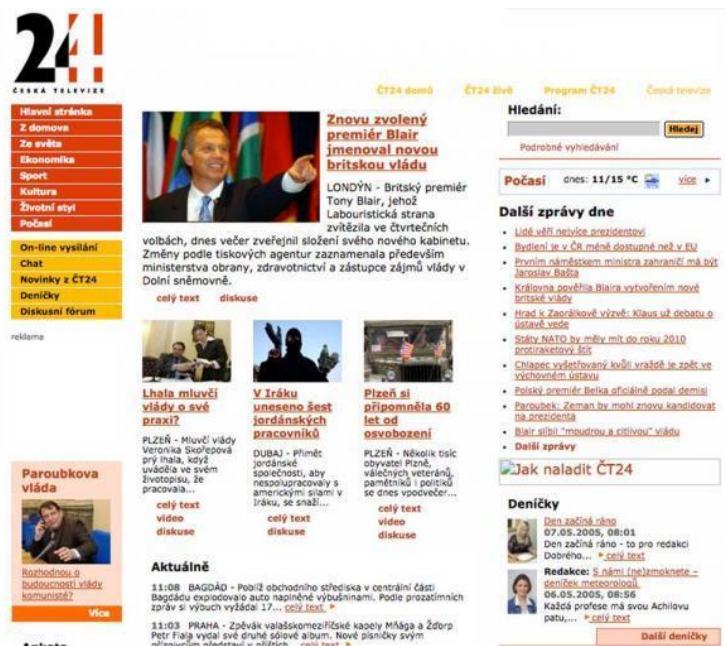 24
ČESKÁ TELEVIZE
ČT24 domů
ČT24 živě
Program ČT24
Česká televize
Hlavní stránka
Z domova
Ze světa
Ekonomika
Sport
Kultura
Životní styl
Počasí
On-line vysílání
Chat
Novinky z ČT24
Deníčky
Diskusní fórum
reklama
Paroubkova
vláda
Rozhodnou o
budoucnosti vlády
komunisté?
Více
Anketa
Znovu zvolený
premiér Blair
jmenoval novou
britskou vládu
LONDÝN - Britský premiér
Tony Blair, jehož
Labouristická strana
zvítězila ve čtvrtečních
volbách, dnes večer zveřejnil složení svého nového kabinetu.
Změny podle tiskových agentur zaznamenala především
ministerstva obrany, zdravotnictví a zástupce zájmů vlády v
Dolní sněmovně.
celý text diskuse
Lhala mluvčí
vlády o své
praxi?
PLZEŇ - Mluvčí vlády
Veronika Skořepová
prý lhala, když
uváděla ve svém
životopisu, že
pracovala...
celý text
video
diskuse
V Iráku
uneseno šest
jordánských
pracovníků
DUBAJ - Přimět
jordánské
společnosti, aby
nespolupracovaly s
americkými silami v
Iráku, se snaží...
celý text
diskuse
Plzeň si
připomněla 60
let od
osvobození
PLZEŇ - Několik tisíc
obyvatel Plzně,
válečných veteránů,
pamětníků i politiků
se dnes vpodvečer...
celý text
video
diskuse
Aktuálně
11:08 BAGDÁD - Poblíž obchodního střediska v centrální části
Bagdádu explodovalo auto naplněné výbušninami. Podle prozatímních
zpráv si výbuch vyžádal 17... celý text
11:03 PRAHA - Zpěvák valašskomeziříčské kapely Mňága a Žďorp
Petr Fiala vydal své druhé sólové album. Nové písničky svým
příznivcům představí v příštích... celý text
Hledání:
Hledej
Podrobné vyhledávání
Počasí dnes: 11/15 °C více
Další zprávy dne
Lidé věří nejvíce prezidentovi
Bydlení je v ČR méně dostupné než v EU
Prvním náměstkem ministra zahraničí má být
Jaroslav Bašta
Královna pověřila Blaira vytvořením nové
britské vlády
Hrad k Zaorálkově výzvě: Klaus už debatu o
ústavě vede
Státy NATO by měly mít do roku 2010
protiraketový štít
Chlapec vyšetřovaný kvůli vraždě je zpět ve
výchovném ústavu
Polský premiér Belka oficiálně podal demisi
Paroubek: Zeman by mohl znovu kandidovat
na prezidenta
Blair slíbil "moudrou a citlivou" vládu
Další zprávy
Jak naladit ČT24
Deníčky
Den začíná ráno
07.05.2005, 08:01
Den začíná ráno - to pro redakci
Dobrého... celý text
Redakce: S námi (ne)zmoknete –
deníček meteorologů
06.05.2005, 08:56
Každá profese má svou Achilovu
patu,... celý text
Další deníčky